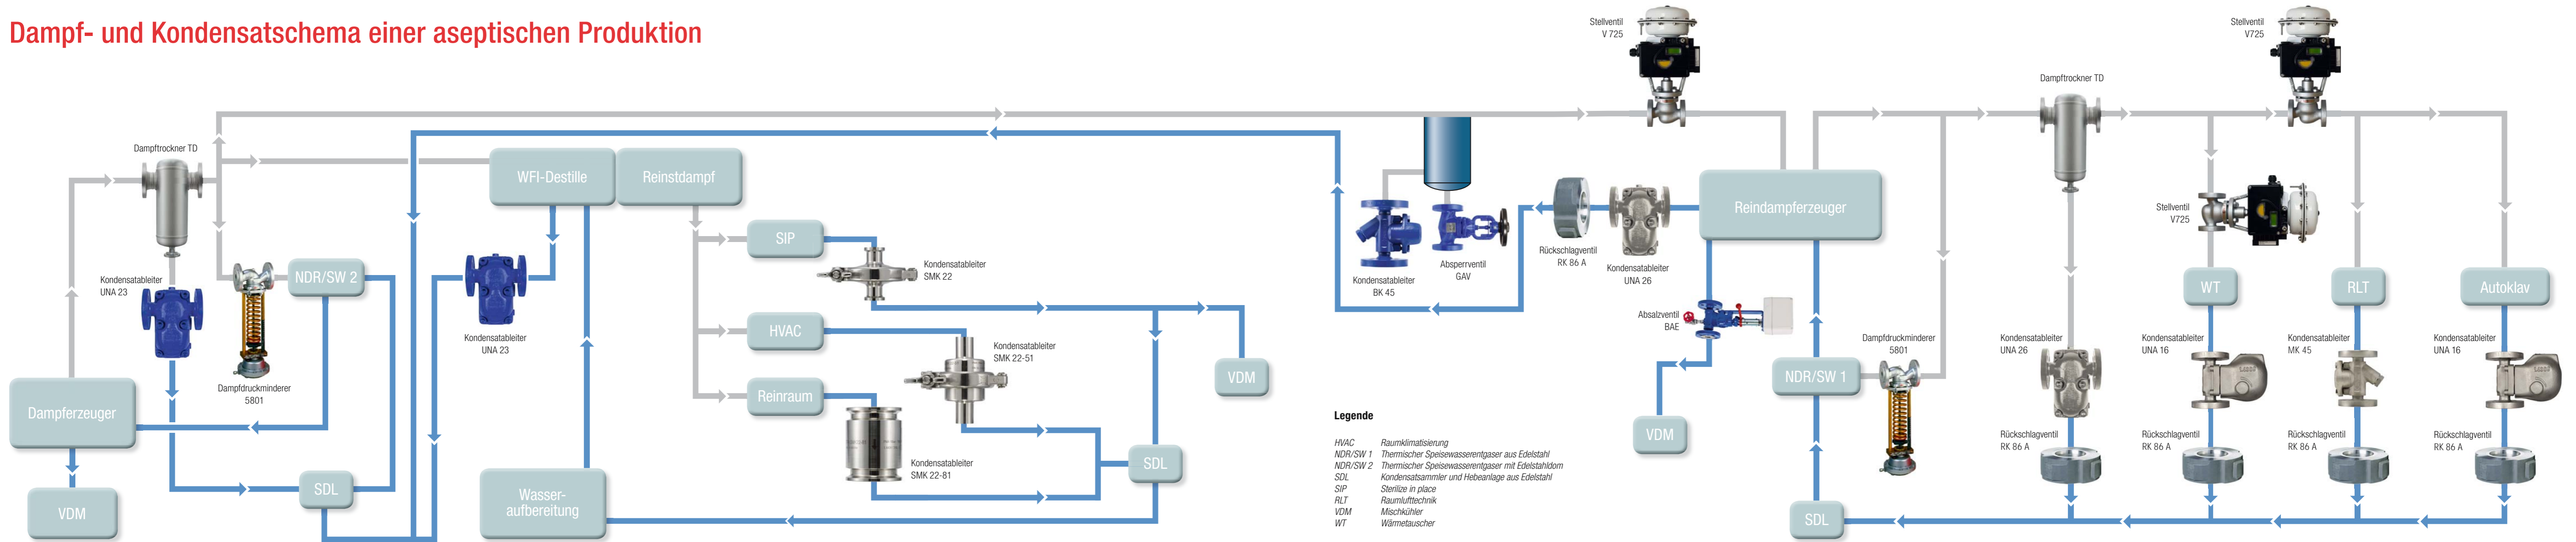 Dampf- und Kondensatschema einer aseptischen Produktion
Dampftrockner TD
Kondensatableiter
UNA 23
Dampferzeuger
VDM
Dampfdruckminderer
5801
NDR/SW 2
SDL
Kondensatableiter
UNA 23
WFI-Destille
Reinstdampf
Wasser-
aufbereitung
SIP
Kondensatableiter
SMK 22
HVAC
Kondensatableiter
SMK 22-51
Reinraum
Kondensatableiter
SMK 22-81
SDL
VDM
Kondensatableiter
BK 45
Absperrventil
GAV
Rückschlagventil
RK 86 A
Kondensatableiter
UNA 26
Stellventil
V 725
Reindampferzeuger
Absalzventil
BAE
VDM
NDR/SW 1
Dampfdruckminderer
5801
SDL
Legende
HVAC Raumklimatisierung
NDR/SW 1 Thermischer Speisewasserentgaser aus Edelstahl
NDR/SW 2 Thermischer Speisewasserentgaser mit Edelstahldom
SDL Kondensatsammler und Hebeanlage aus Edelstahl
SIP Sterilize in place
RLT Raumlufttechnik
VDM Mischkühler
WT Wärmetauscher
Dampftrockner TD
Kondensatableiter
UNA 26
Rückschlagventil
RK 86 A
Stellventil
V725
Stellventil
V725
WT
Kondensatableiter
UNA 16
Rückschlagventil
RK 86 A
RLT
Kondensatableiter
MK 45
Rückschlagventil
RK 86 A
Autoklav
Kondensatableiter
UNA 16
Rückschlagventil
RK 86 A